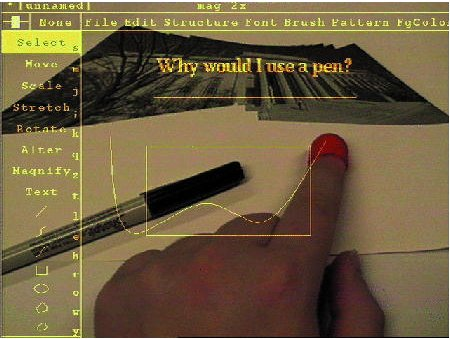 * [unnamed] mag 2x
None File Edit Structure Font Brush Pattern FgColo
Select
Move
Scale
Stretch
Rotate
Alter
Magnify
Text
Why would I use a pen?